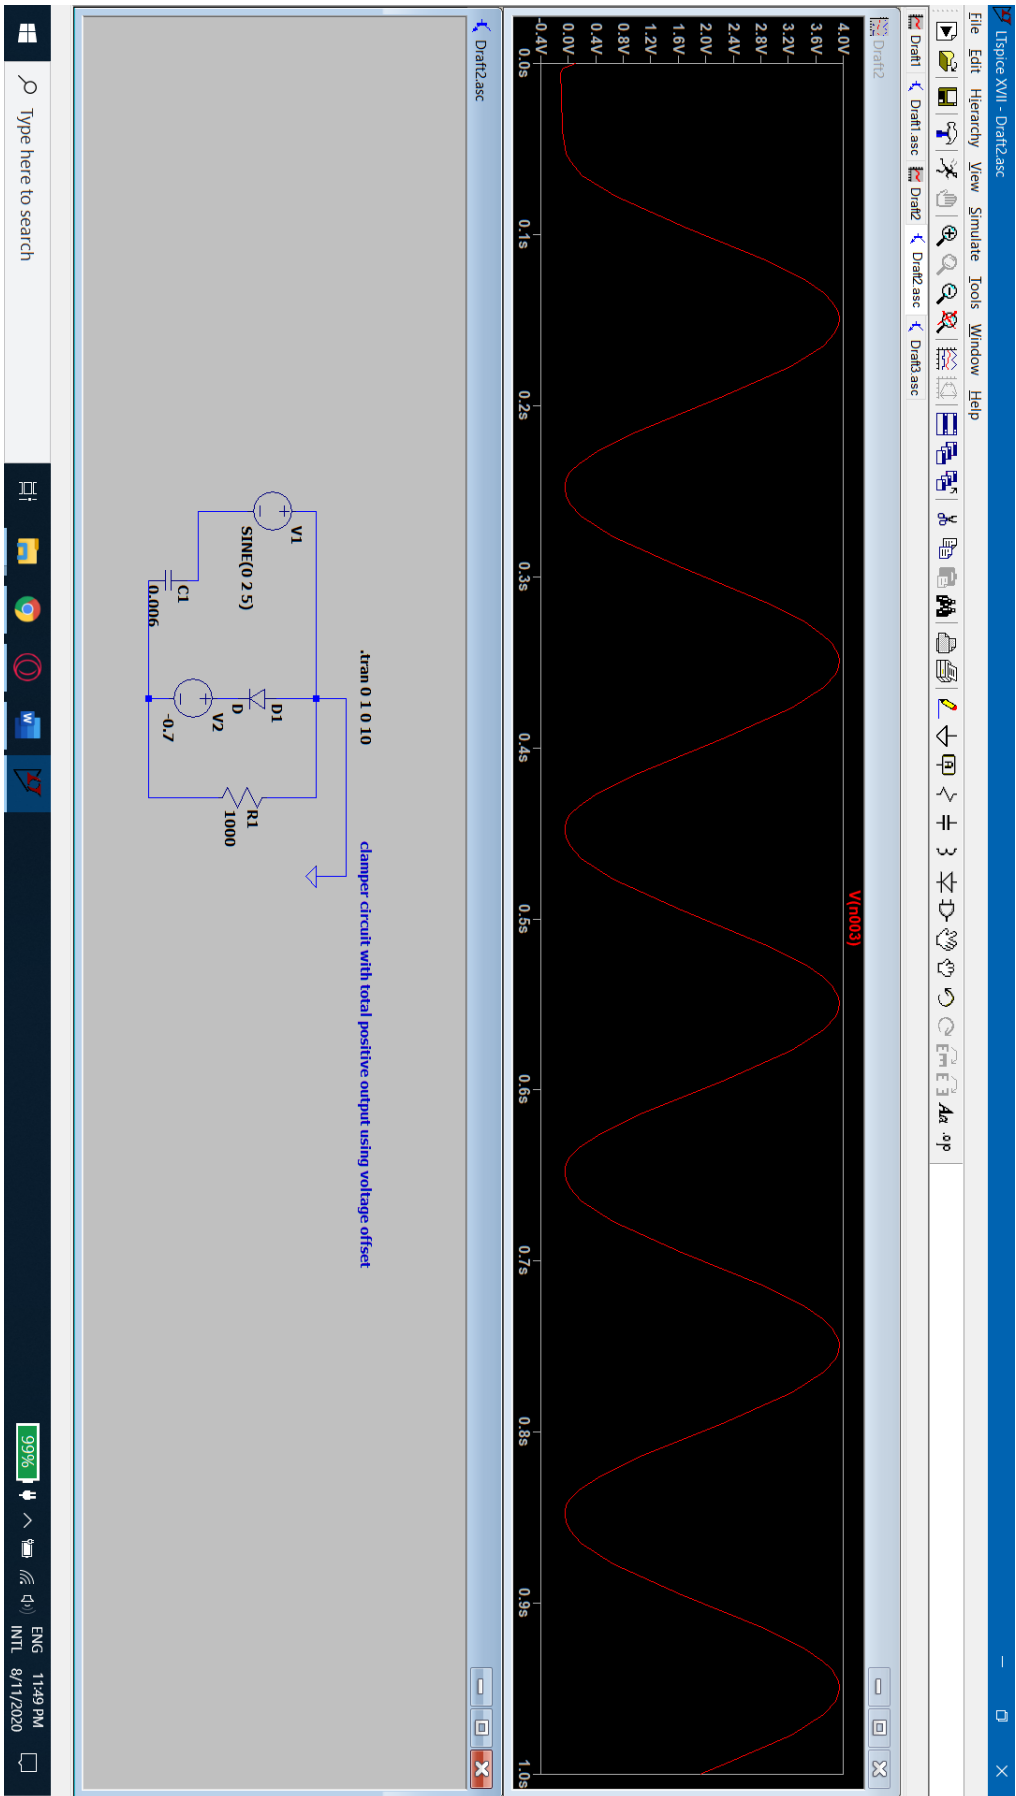 LTspice XVII - Draft2.asc
File Edit Hierarchy View Simulate Tools Window Help
Aa .op
Draft1 Draft1.asc Draft2 Draft2.asc Draft3.asc
Draft2
V(n003)
4.0V
3.6V
3.2V
2.8V
2.4V
2.0V
1.6V
1.2V
0.8V
0.4V
0.0V
-0.4V
0.0s 0.1s 0.2s 0.3s 0.4s 0.5s 0.6s 0.7s 0.8s 0.9s 1.0s
Draft2.asc
.tran 0 1 0 10
clamper circuit with total positive output using voltage offset
V1
SINE(0 2 5)
C1
0.006
D1
D
V2
-0.7
R1
1000
Type here to search
99%
ENG
INTL
11:49 PM
8/11/2020